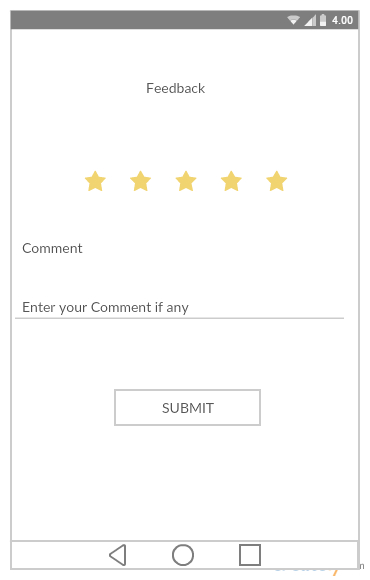 4.00
Feedback
Comment
Enter your Comment if any
SUBMIT